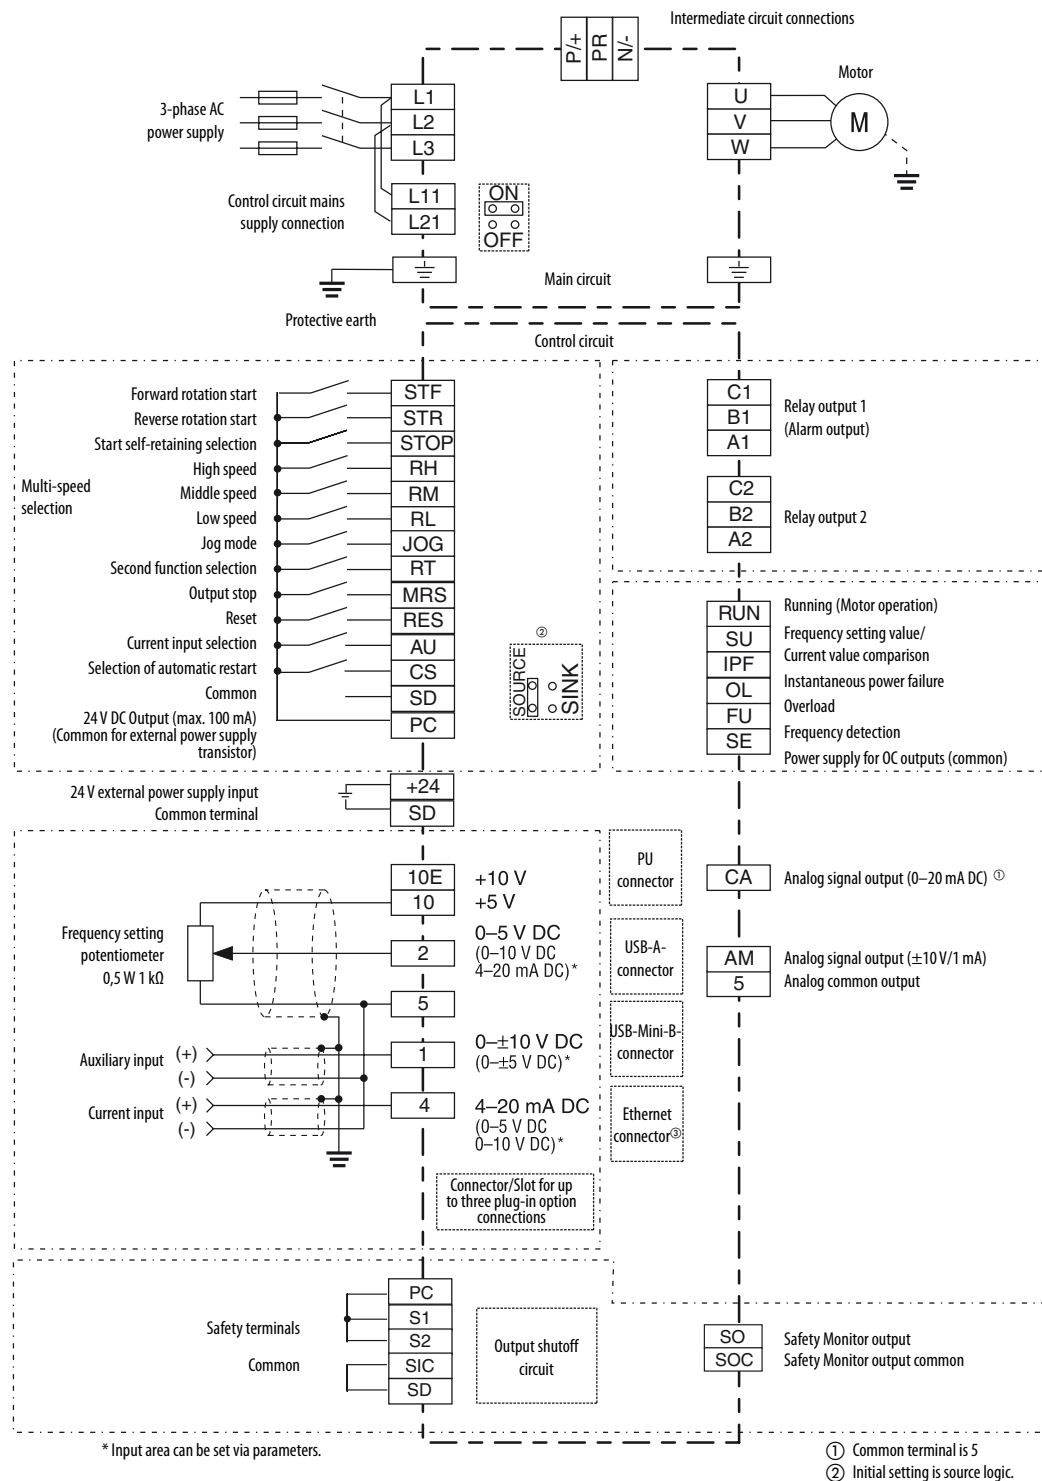 Intermediate circuit connections
P/+
PR
N/-
3-phase AC
power supply
L1
L2
L3
U
V
W
Motor
M
Control circuit mains
supply connection
L11
L21
ON
OFF
Main circuit
Protective earth
Control circuit
Multi-speed
selection
Forward rotation start
STF
Reverse rotation start
STR
Start self-retaining selection
STOP
High speed
RH
Middle speed
RM
Low speed
RL
Jog mode
JOG
Second function selection
RT
Output stop
MRS
Reset
RES
Current input selection
AU
Selection of automatic restart
CS
Common
SD
24 V DC Output (max. 100 mA)
(Common for external power supply
transistor)
PC
②
SOURCE
SINK
C1
B1
A1
Relay output 1
(Alarm output)
C2
B2
A2
Relay output 2
RUN
SU
IPF
OL
FU
SE
Running (Motor operation)
Frequency setting value/
Current value comparison
Instantaneous power failure
Overload
Frequency detection
Power supply for OC outputs (common)
24 V external power supply input
+24
Common terminal
SD
10E
+10 V
10
+5 V
Frequency setting
potentiometer
0,5 W 1 kΩ
2
0–5 V DC
(0–10 V DC
4–20 mA DC)*
5
Auxiliary input
(+)
(-)
1
0–±10 V DC
(0–±5 V DC)*
Current input
(+)
(-)
4
4–20 mA DC
(0–5 V DC
0–10 V DC)*
PU
connector
USB-A-
connector
USB-Mini-B-
connector
Ethernet
connector③
CA
Analog signal output (0–20 mA DC) ①
AM
Analog signal output (±10 V/1 mA)
5
Analog common output
Connector/Slot for up
to three plug-in option
connections
Safety terminals
Common
PC
S1
S2
SIC
SD
Output shutoff
circuit
SO
Safety Monitor output
SOC
Safety Monitor output common
* Input area can be set via parameters.
① Common terminal is 5
② Initial setting is source logic.